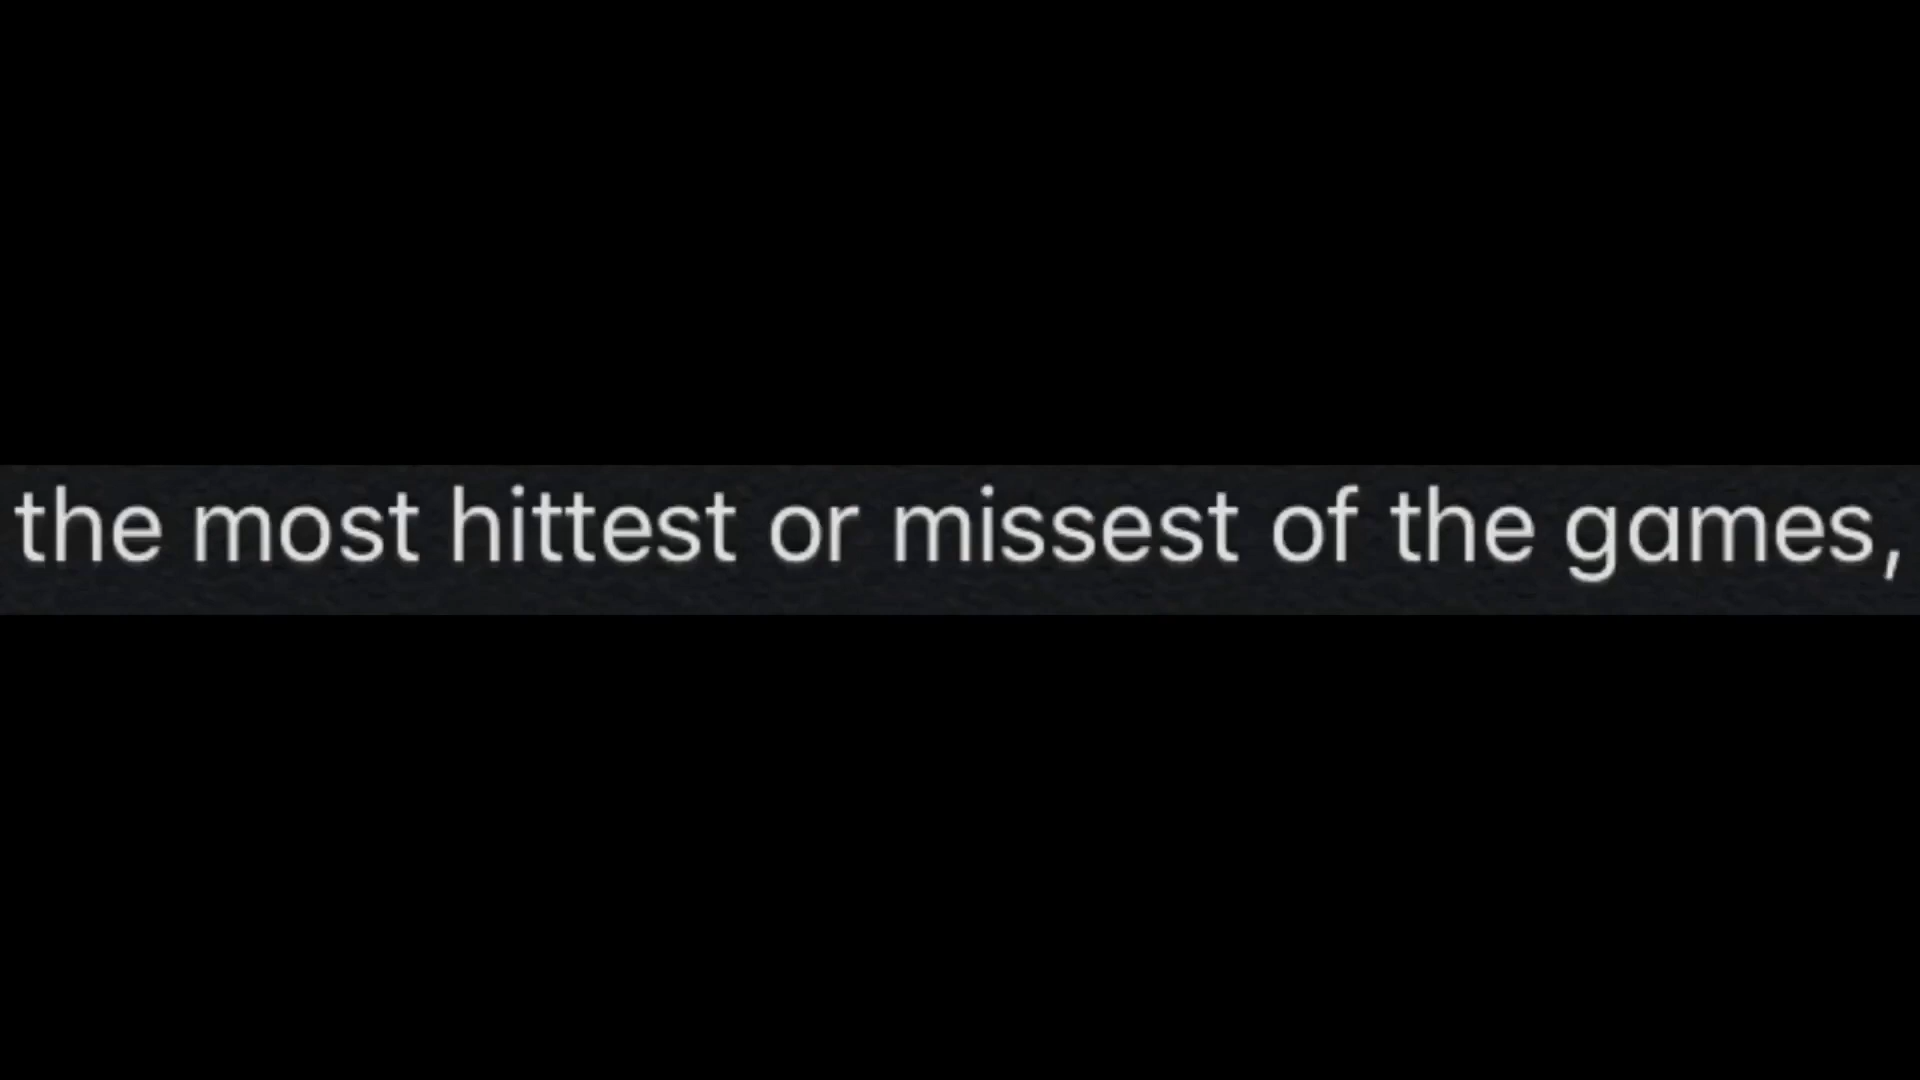 the most hittest or missest of the games,